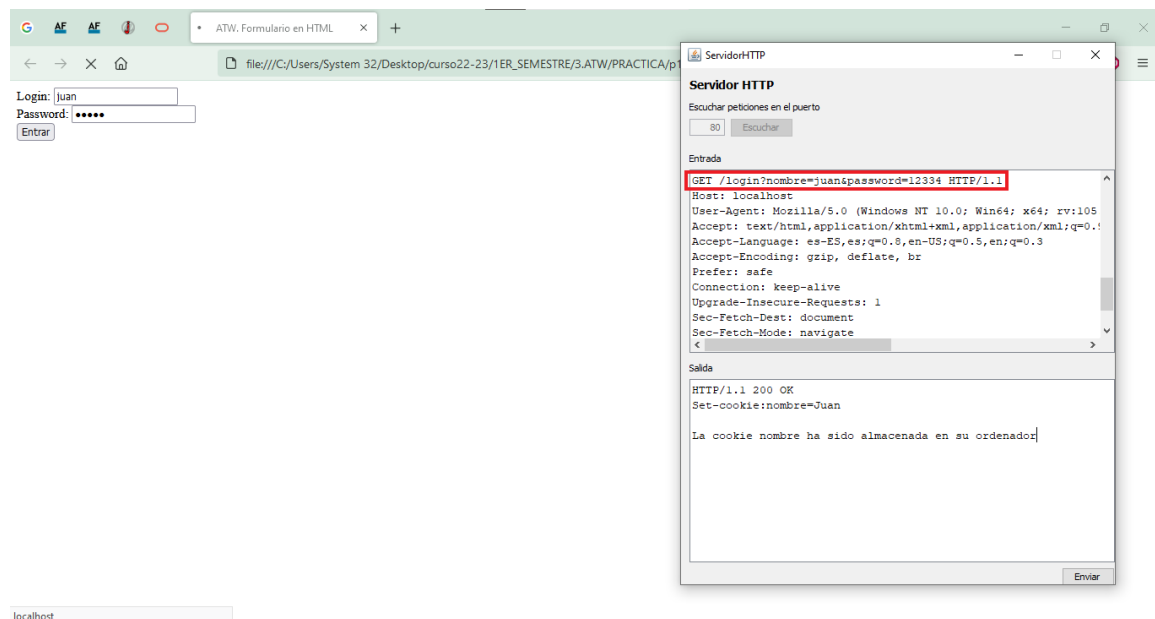 G AE AE ATW. Formulario en HTML
file:///C:/Users/System 32/Desktop/curso22-23/1ER_SEMESTRE/3.ATW/PRACTICA/p1
Login: juan
Password: •••••
Entrar
ServidorHTTP
Servidor HTTP
Escuchar peticiones en el puerto
80 Escuchar
Entrada
GET /login?nombre=juan&password=12334 HTTP/1.1
Host: localhost
User-Agent: Mozilla/5.0 (Windows NT 10.0; Win64; x64; rv:105
Accept: text/html,application/xhtml+xml,application/xml;q=0.9
Accept-Language: es-ES,es;q=0.8,en-US;q=0.5,en;q=0.3
Accept-Encoding: gzip, deflate, br
Prefer: safe
Connection: keep-alive
Upgrade-Insecure-Requests: 1
Sec-Fetch-Dest: document
Sec-Fetch-Mode: navigate
Salida
HTTP/1.1 200 OK
Set-cookie:nombre=Juan
La cookie nombre ha sido almacenada en su ordenador
Enviar
localhost